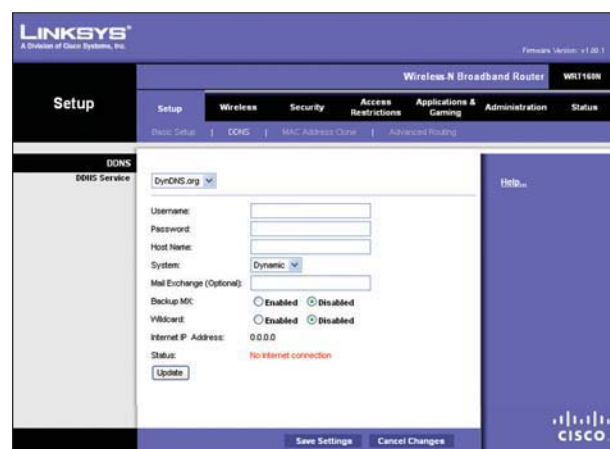 LINKSYS®
A Division of Cisco Systems, Inc.
Firmware Version: v1.00.1
Wireless-N Broadband Router WRT160N
Setup
Setup Wireless Security Access Restrictions Applications & Gaming Administration Status
Basic Setup | DDNS | MAC Address Clone | Advanced Routing
DDNS
DDNS Service
DynDNS.org
Help...
Username:
Password:
Host Name:
System: Dynamic
Mail Exchange (Optional):
Backup MX: Enabled Disabled
Wildcard: Enabled Disabled
Internet IP Address: 0.0.0.0
Status: No internet connection
Update
Save Settings Cancel Changes
CISCO